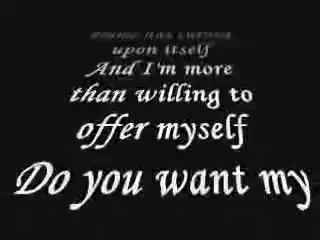 upon itself
And I'm more
than willing to
offer myself
Do you want my